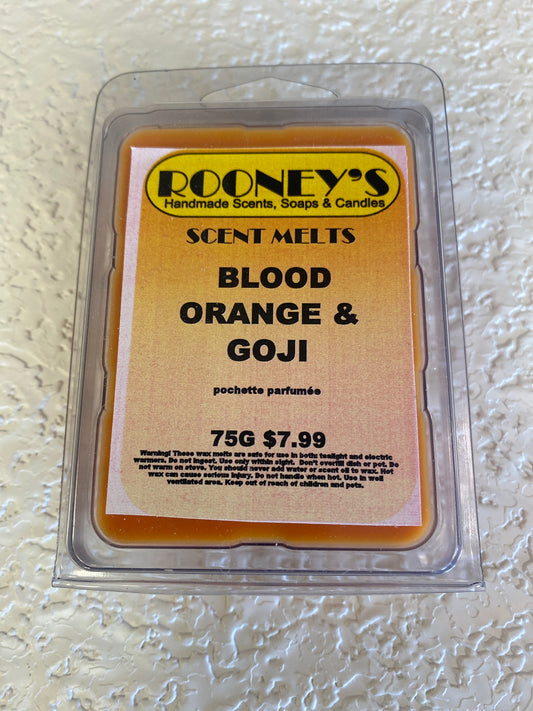 ROONEY'S
Handmade Scents, Soaps & Candles
SCENT MELTS
BLOOD
ORANGE &
GOJI
pochette parfumée
75G $7.99
Warning! These wax melts are safe for use in both: tealight and electric
warmers. Do not ingest. Use only within sight. Don't overfill dish or pot. Do
not warm on stove. You should never add water or scent oil to wax. Hot
wax can cause serious injury. Do not handle when hot. Use in well
ventilated area. Keep out of reach of children and pets.